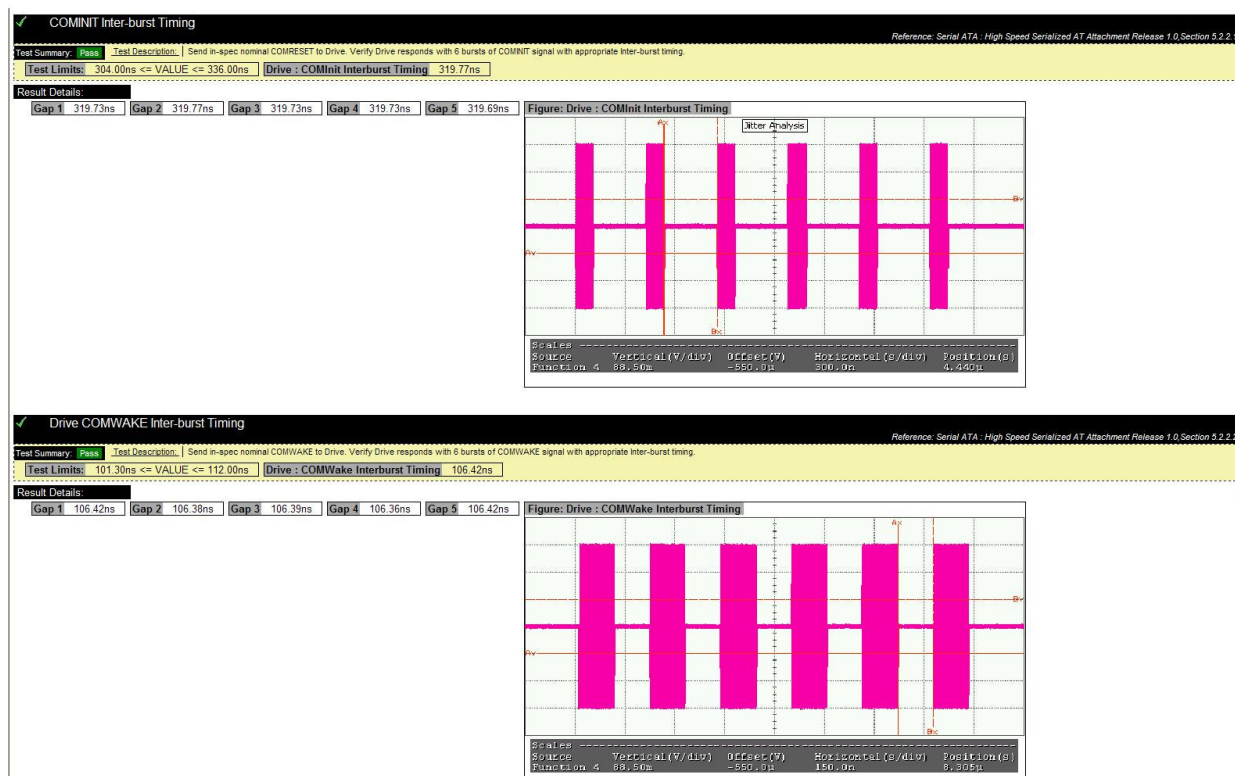 COMINIT Inter-burst Timing
Reference: Serial ATA : High Speed Serialized AT Attachment Release 1.0,Section 5.2.2.
Test Summary: Pass Test Description: Send in-spec nominal COMRESET to Drive. Verify Drive responds with 6 bursts of COMINIT signal with appropriate Inter-burst timing.
Test Limits: 304.00ns <= VALUE <= 336.00ns Drive : COMInit Interburst Timing 319.77ns
Result Details:
Gap 1 319.73ns Gap 2 319.77ns Gap 3 319.73ns Gap 4 319.73ns Gap 5 319.69ns Figure: Drive : COMInit Interburst Timing
Ax Jitter Analysis
Bv
Av
Bx
Scales
Source Vertical(V/div) Offset(V) Horizontal(s/div) Position(s)
Function 4 88.50m -550.0µ 300.0n 4.440µ
Drive COMWAKE Inter-burst Timing
Reference: Serial ATA : High Speed Serialized AT Attachment Release 1.0,Section 5.2.2.
Test Summary: Pass Test Description: Send in-spec nominal COMWAKE to Drive. Verify Drive responds with 6 bursts of COMWAKE signal with appropriate Inter-burst timing.
Test Limits: 101.30ns <= VALUE <= 112.00ns Drive : COMWake Interburst Timing 106.42ns
Result Details:
Gap 1 106.42ns Gap 2 106.38ns Gap 3 106.39ns Gap 4 106.36ns Gap 5 106.42ns Figure: Drive : COMWake Interburst Timing
Ax
Bv
Av
Bx
Scales
Source Vertical(V/div) Offset(V) Horizontal(s/div) Position(s)
Function 4 88.50m -550.0µ 150.0n 8.305µ